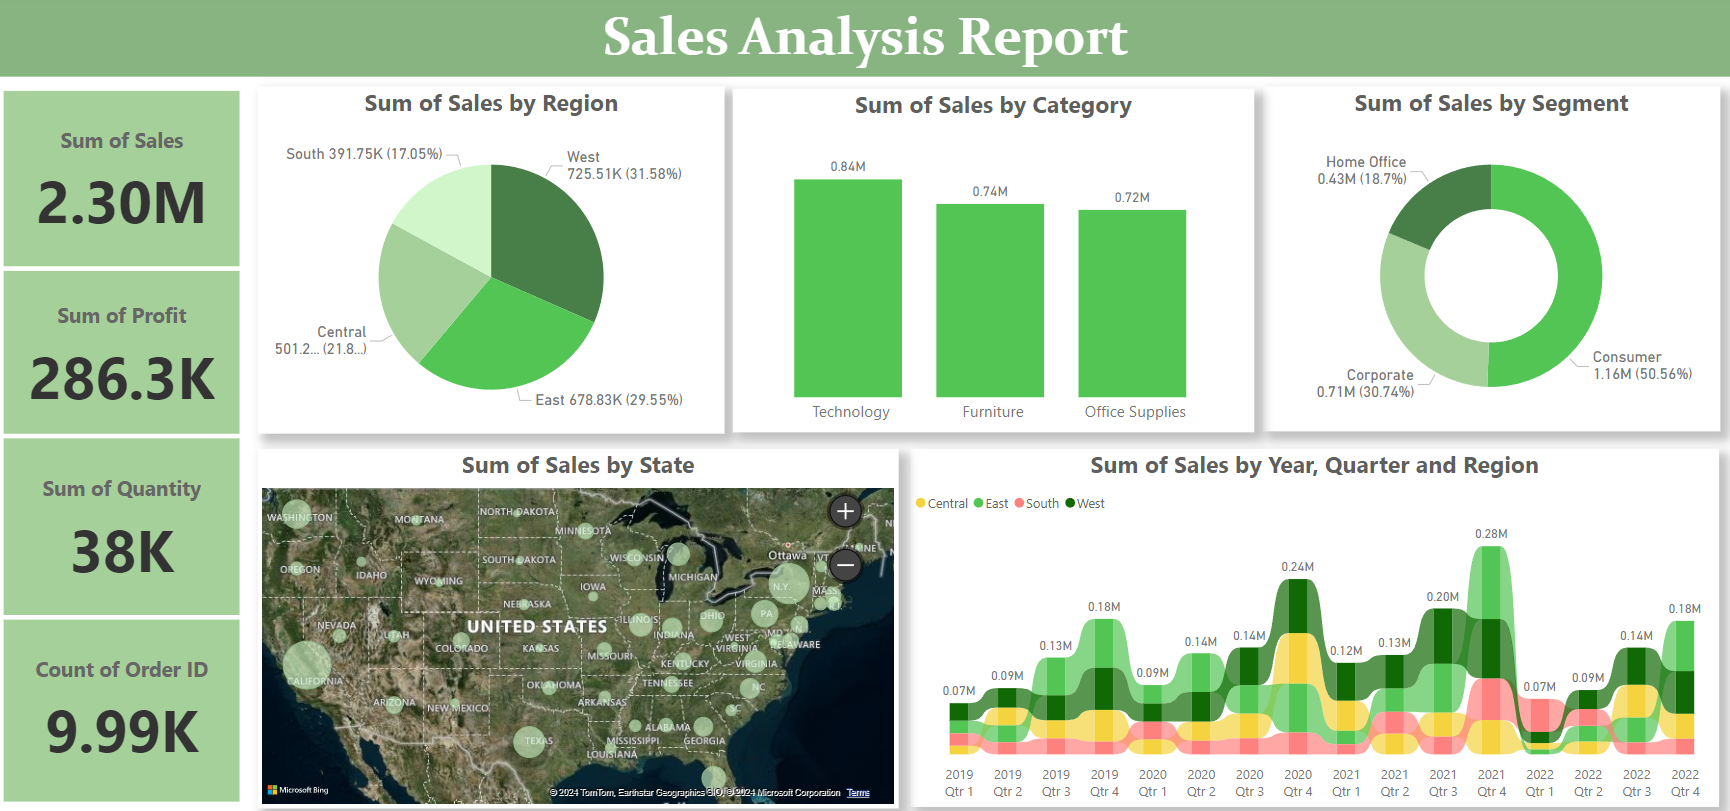 Sales Analysis Report
Sum of Sales
2.30M
Sum of Profit
286.3K
Sum of Quantity
38K
Count of Order ID
9.99K
Sum of Sales by Region
South 391.75K (17.05%)
West
725.51K (31.58%)
Central
501.2... (21.8...)
East 678.83K (29.55%)
Sum of Sales by Category
0.84M
0.74M
0.72M
Technology
Furniture
Office Supplies
Sum of Sales by Segment
Home Office
0.43M (18.7%)
Consumer
1.16M (50.56%)
Corporate
0.71M (30.74%)
Sum of Sales by State
WASHINGTON
MONTANA
NORTH DAKOTA
MINNESOTA
OREGON
IDAHO
WYOMING
SOUTH DAKOTA
WISCONSIN
MICHIGAN
Ottawa
VT
MAINE
N.Y.
MASS
IOWA
NEBRASKA
NEVADA
UTAH
COLORADO
UNITED STATES
KANSAS
MISSOURI
ILLINOIS
INDIANA
OHIO
PA
MD
N
DELAWARE
WEST
VIRGINIA
VIRGINIA
KENTUCKY
CALIFORNIA
ARIZONA
NEW MEXICO
OKLAHOMA
ARKANSAS
TENNESSEE
NC
SC
TEXAS
LOUISIANA
MISSISSIPPI
ALABAMA
GEORGIA
Microsoft Bing
© 2024 TomTom, Earthstar Geographics SIO, © 2024 Microsoft Corporation Terms
Sum of Sales by Year, Quarter and Region
Central East South West
0.07M
0.09M
0.13M
0.18M
0.09M
0.14M
0.14M
0.24M
0.12M
0.13M
0.20M
0.28M
0.07M
0.09M
0.14M
0.18M
2019 2019 2019 2019 2020 2020 2020 2020 2021 2021 2021 2021 2022 2022 2022 2022
Qtr 1 Qtr 2 Qtr 3 Qtr 4 Qtr 1 Qtr 2 Qtr 3 Qtr 4 Qtr 1 Qtr 2 Qtr 3 Qtr 4 Qtr 1 Qtr 2 Qtr 3 Qtr 4